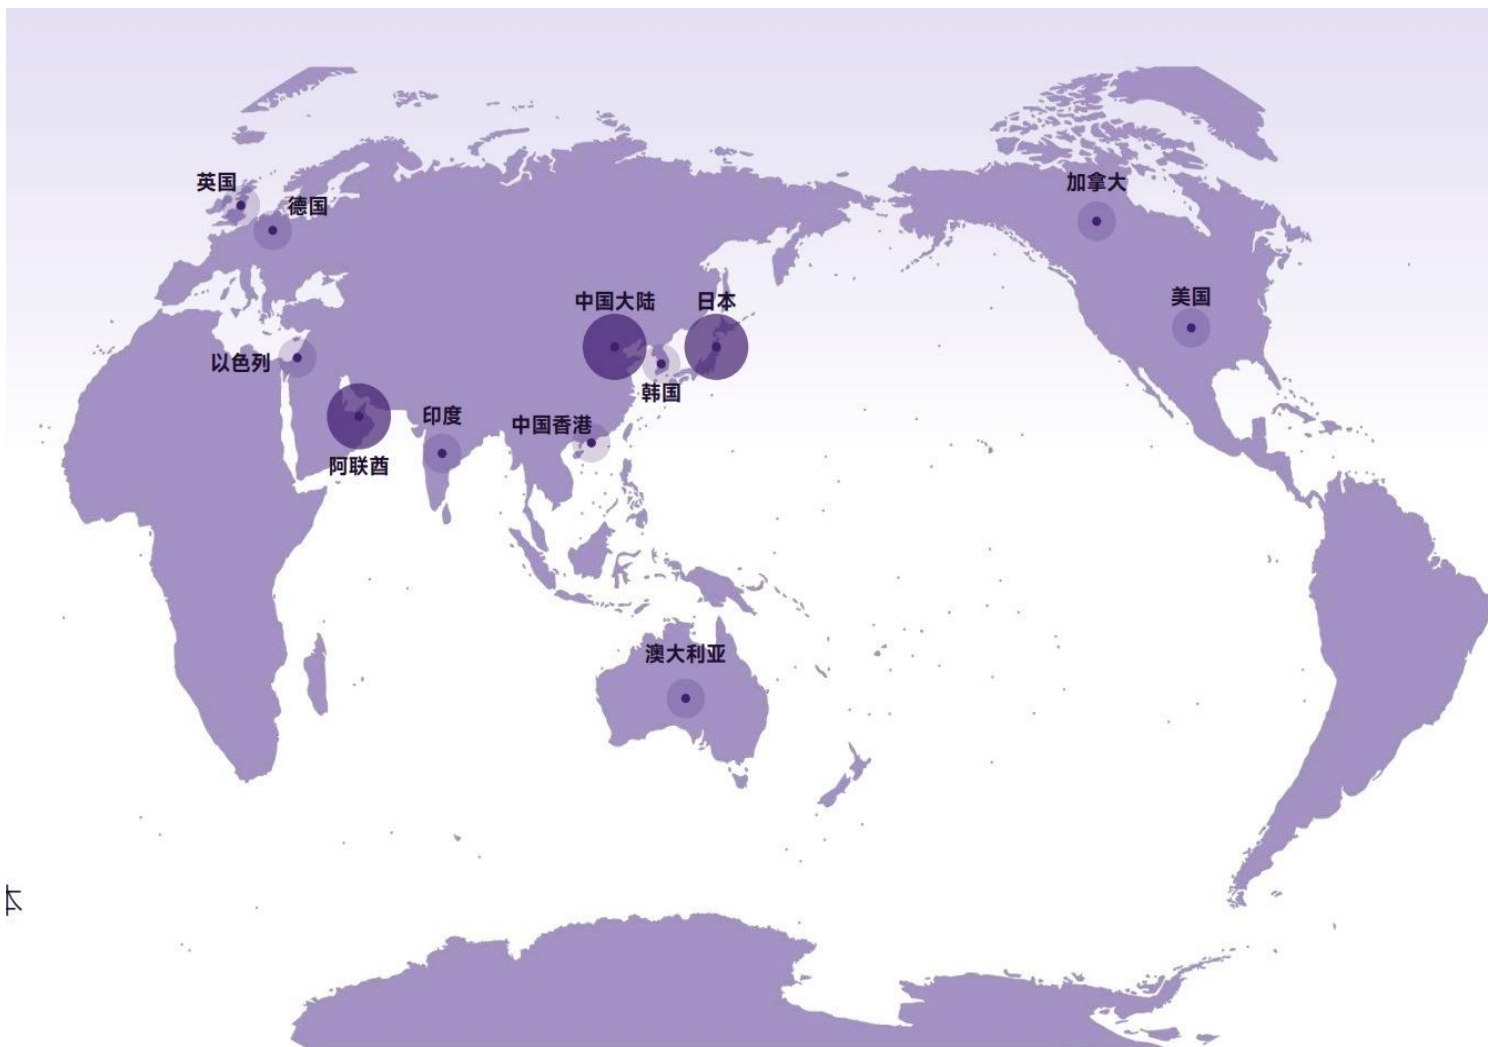 英国
加拿大
德国
美国
中国大陆
日本
以色列
韩国
印度
中国香港
阿联酋
澳大利亚
本